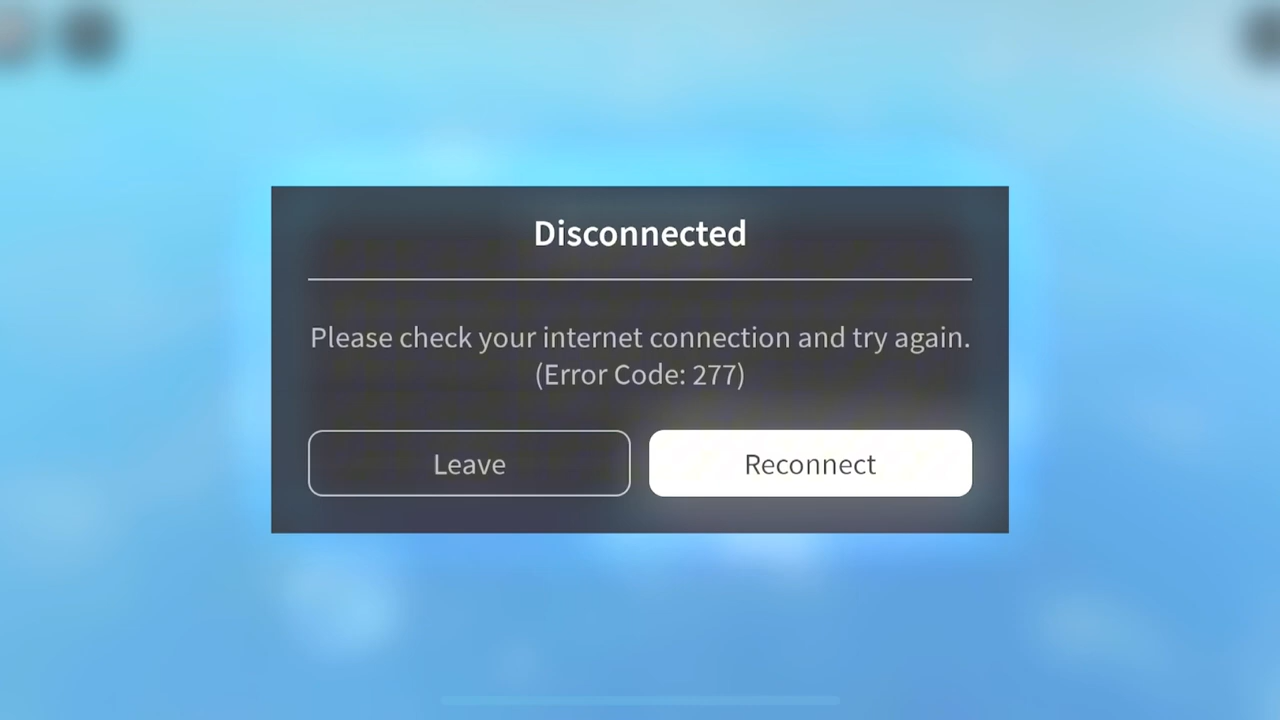 Disconnected
Please check your internet connection and try again.
(Error Code: 277)
Leave
Reconnect